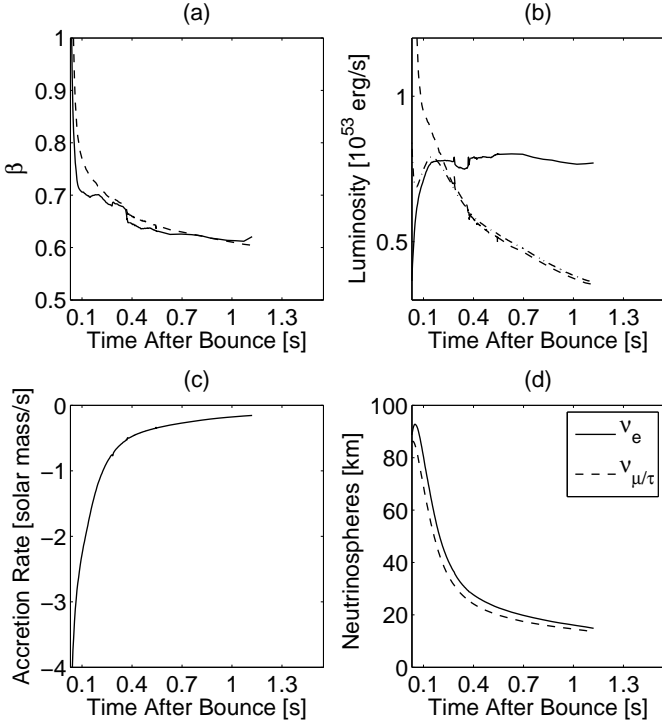 (a)
1
0.9
0.8
0.7
0.6
0.5
β
0.1 0.4 0.7 1 1.3
Time After Bounce [s]
(b)
1
0.5
Luminosity [10^53 erg/s]
0.1 0.4 0.7 1 1.3
Time After Bounce [s]
(c)
0
−1
−2
−3
−4
Accretion Rate [solar mass/s]
0.1 0.4 0.7 1 1.3
Time After Bounce [s]
(d)
100
80
60
40
20
0
Neutrinospheres [km]
ν_e
ν_μ/τ
0.1 0.4 0.7 1 1.3
Time After Bounce [s]